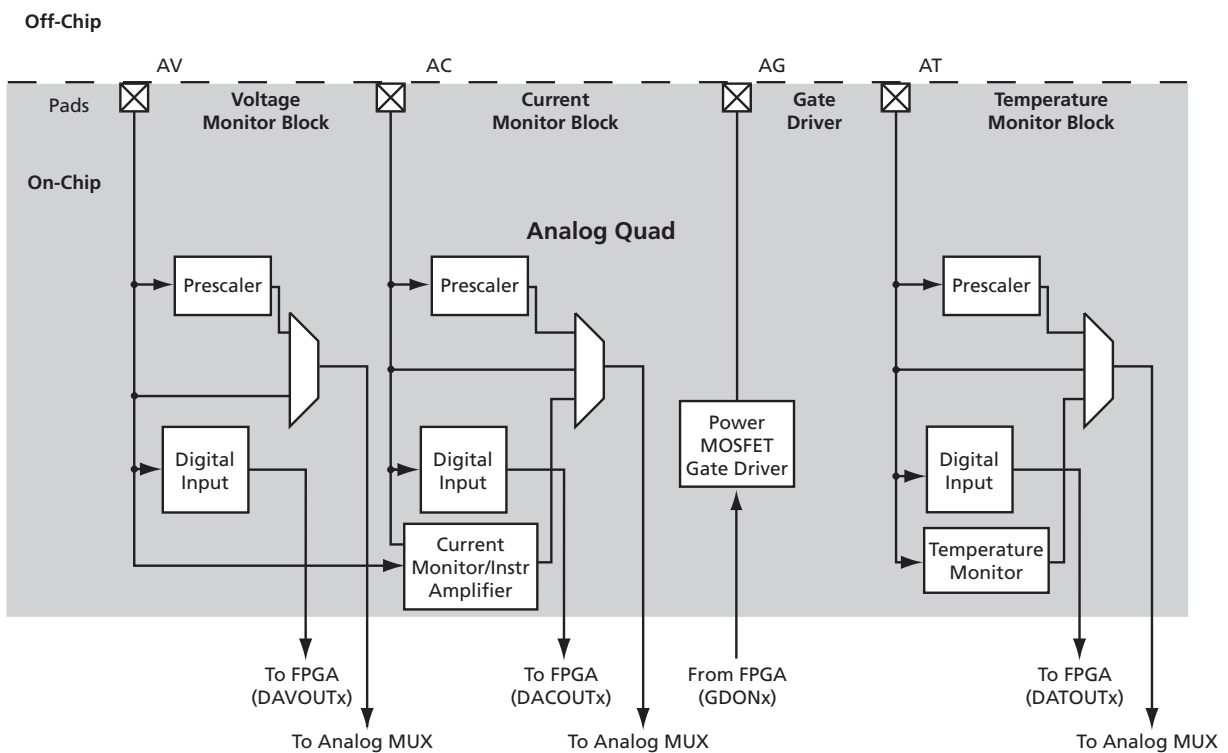 Off-Chip
AV
AC
AG
AT
Pads
Voltage
Monitor Block
Current
Monitor Block
Gate
Driver
Temperature
Monitor Block
On-Chip
Analog Quad
Prescaler
Prescaler
Prescaler
Digital
Input
Digital
Input
Power
MOSFET
Gate Driver
Digital
Input
Current
Monitor/Instr
Amplifier
Temperature
Monitor
To FPGA
(DAVOUTx)
To FPGA
(DACOUTx)
From FPGA
(GDONx)
To FPGA
(DATOUTx)
To Analog MUX
To Analog MUX
To Analog MUX